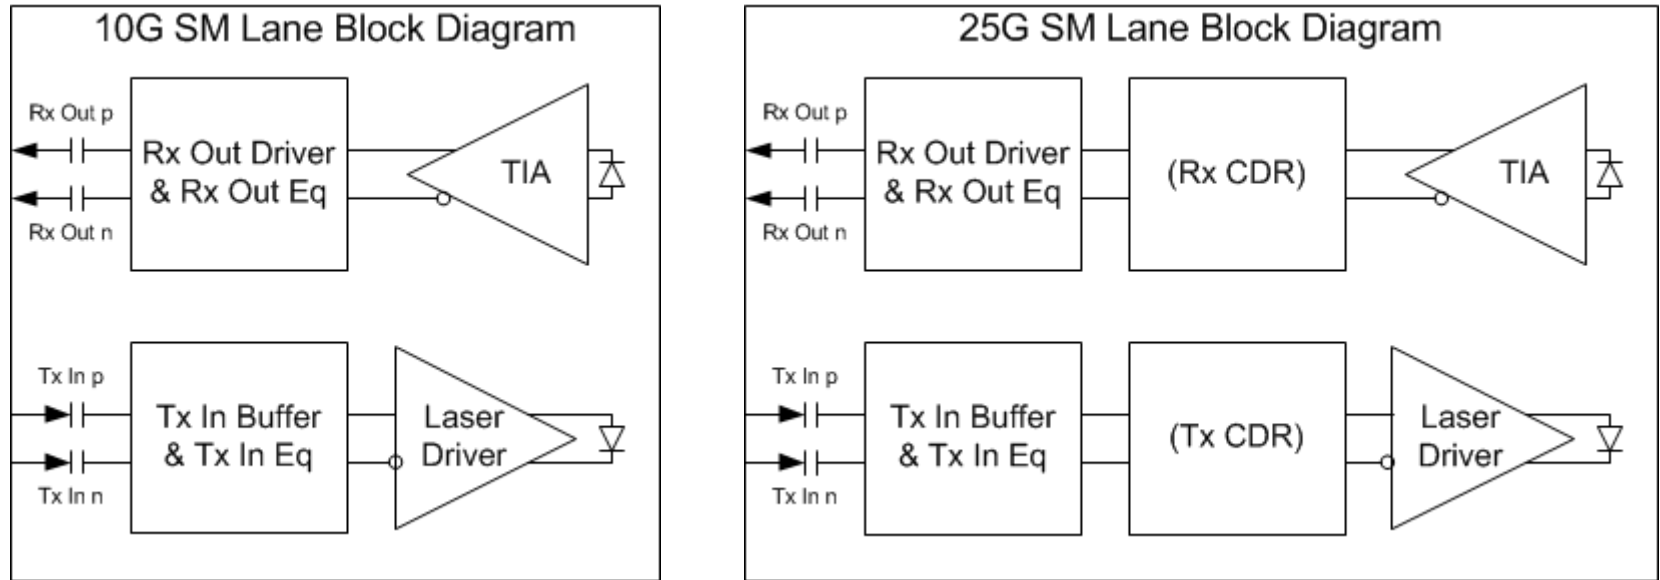 10G SM Lane Block Diagram
Rx Out p
Rx Out Driver
& Rx Out Eq
TIA
Rx Out n
Tx In p
Tx In Buffer
& Tx In Eq
Laser
Driver
Tx In n
25G SM Lane Block Diagram
Rx Out p
Rx Out Driver
& Rx Out Eq
(Rx CDR)
TIA
Rx Out n
Tx In p
Tx In Buffer
& Tx In Eq
(Tx CDR)
Laser
Driver
Tx In n